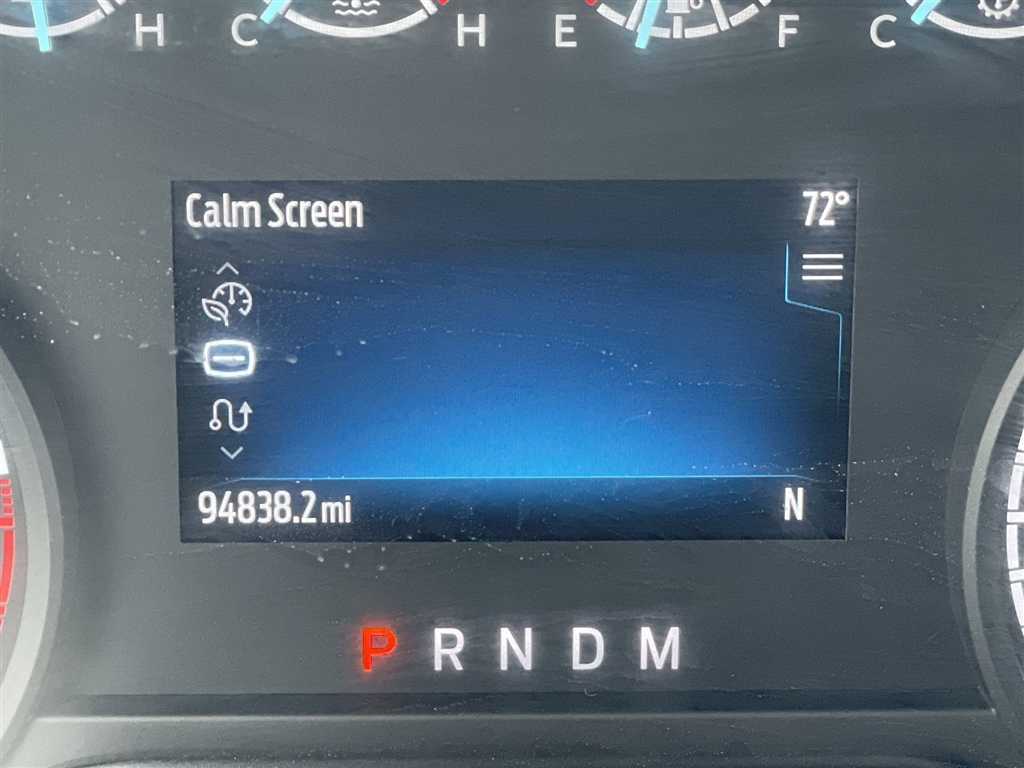 H C H E F C
Calm Screen 72°
94838.2 mi N
P R N D M